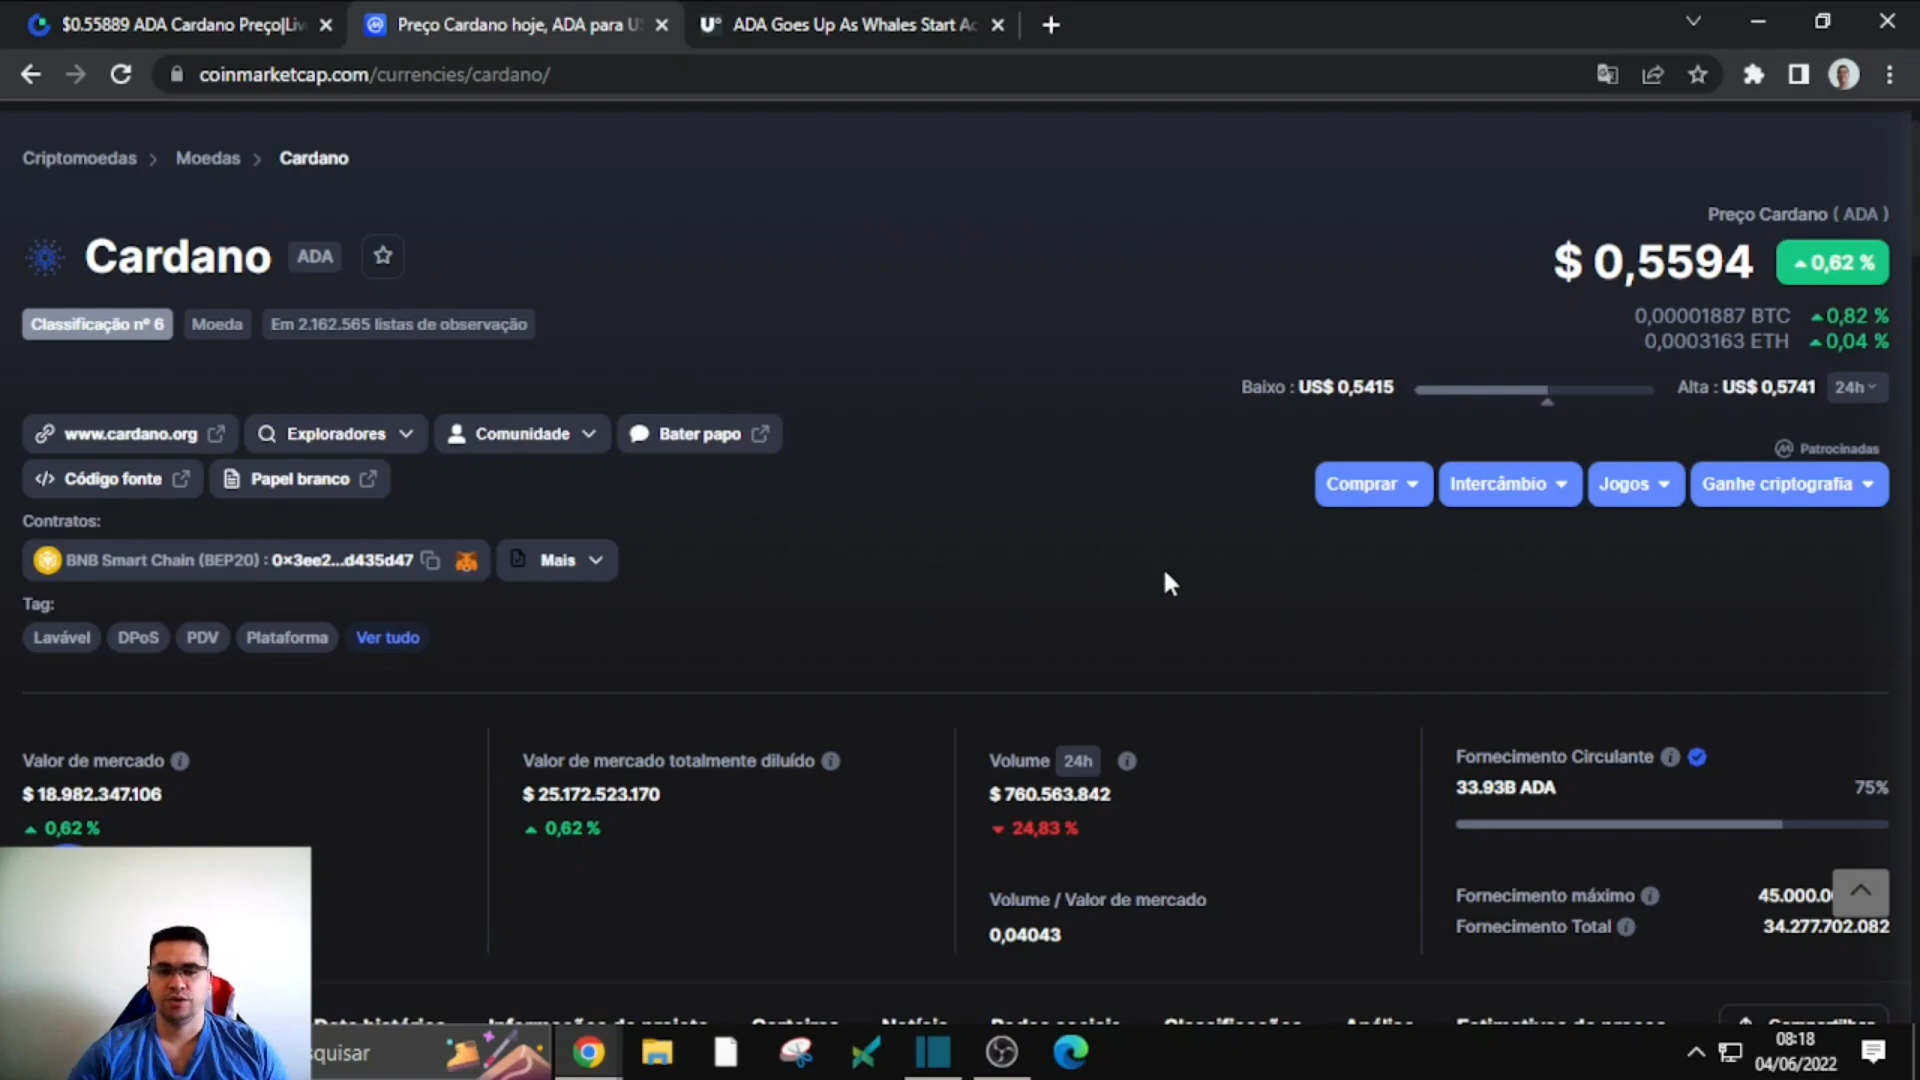 $0.55889 ADA Cardano Preço|Liv
Preço Cardano hoje, ADA para U
ADA Goes Up As Whales Start Ac
coinmarketcap.com/currencies/cardano/
Criptomoedas > Moedas > Cardano
Preço Cardano ( ADA )
Cardano ADA
$ 0,5594 0,62 %
Classificação nº 6 Moeda Em 2.162.565 listas de observação
0,00001887 BTC 0,82 %
0,0003163 ETH 0,04 %
Baixo : US$ 0,5415 Alta : US$ 0,5741 24h
www.cardano.org Exploradores Comunidade Bater papo
Patrocinadas
Código fonte Papel branco
Comprar Intercâmbio Jogos Ganhe criptografia
Contratos:
BNB Smart Chain (BEP20) : 0x3ee2...d435d47 Mais
Tag:
Lavável DPoS PDV Plataforma Ver tudo
Valor de mercado
$ 18.982.347.106
0,62 %
Valor de mercado totalmente diluído
$ 25.172.523.170
0,62 %
Volume 24h
$ 760.563.842
24,83 %
Volume / Valor de mercado
0,04043
Fornecimento Circulante
33.93B ADA 75%
Fornecimento máximo 45.000.0
Fornecimento Total 34.277.702.082
squisar
08:18
04/06/2022